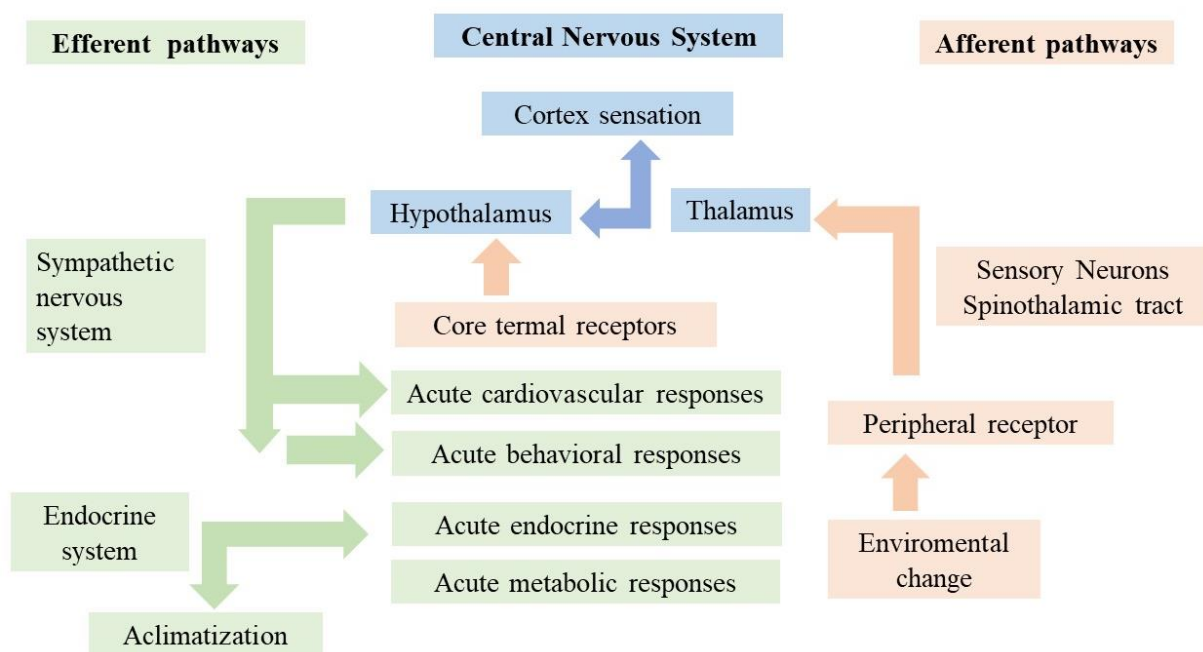 Efferent pathways
Central Nervous System
Afferent pathways
Cortex sensation
Hypothalamus
Thalamus
Sympathetic
nervous
system
Sensory Neurons
Spinothalamic tract
Core termal receptors
Acute cardiovascular responses
Peripheral receptor
Acute behavioral responses
Endocrine
system
Acute endocrine responses
Enviromental
change
Acute metabolic responses
Aclimatization